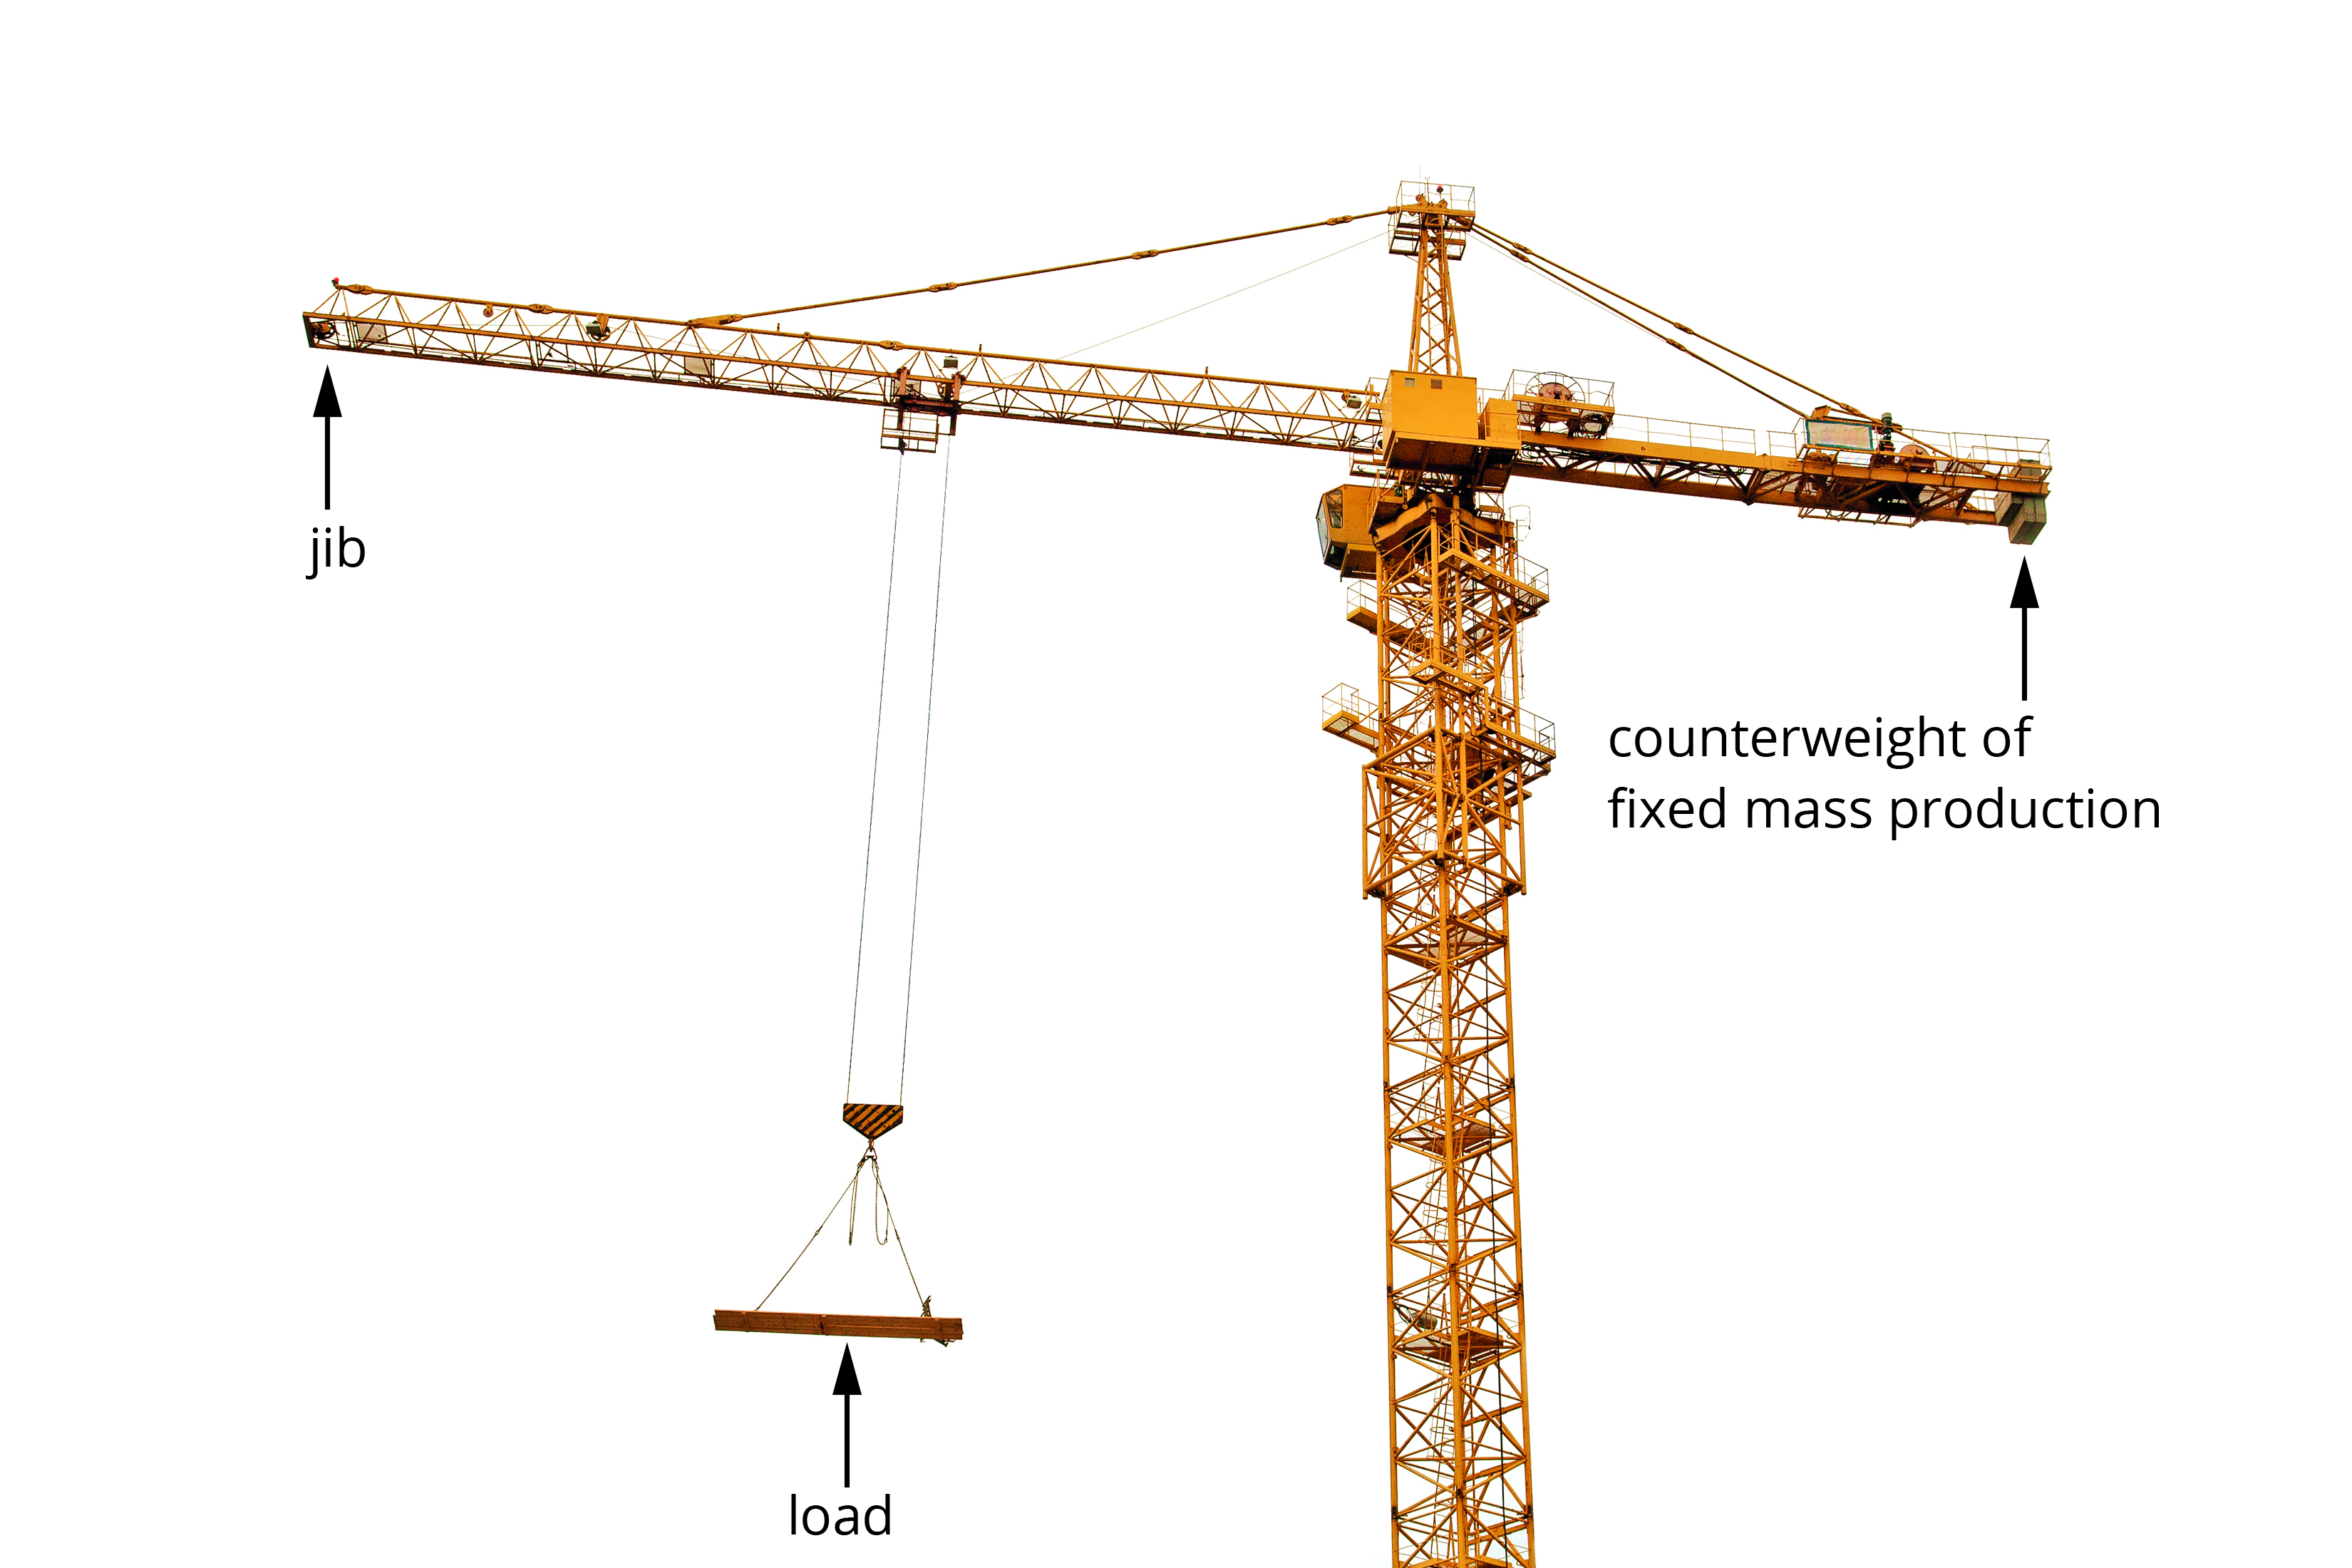 jib
counterweight of
fixed mass production
load